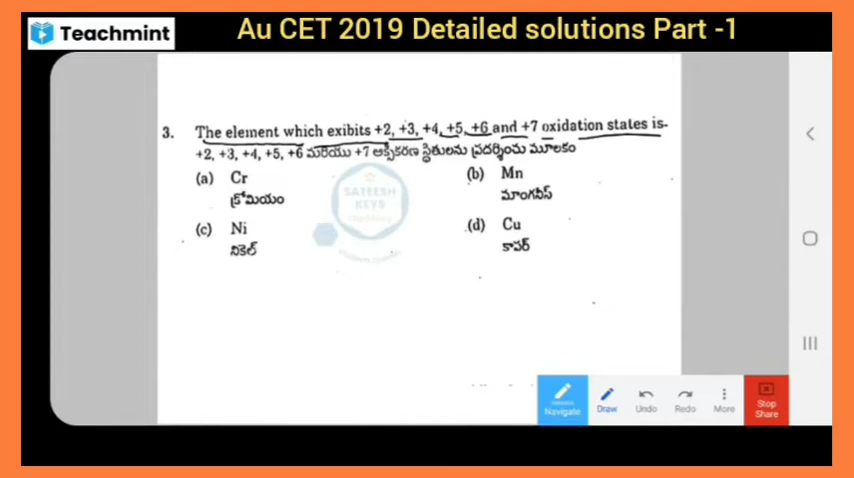 Teachmint
Au CET 2019 Detailed solutions Part -1
3. The element which exibits +2, +3, +4, +5, +6 and +7 oxidation states is-
+2, +3, +4, +5, +6 మరియు +7 ఆక్సీకరణ స్థితులను ప్రదర్శించు మూలకం
(a) Cr (b) Mn
క్రోమియం మాంగనీస్
(c) Ni (d) Cu
నికెల్ కాపర్
SATEESH
KEYS
Navigate Draw Undo Redo More Stop
Share